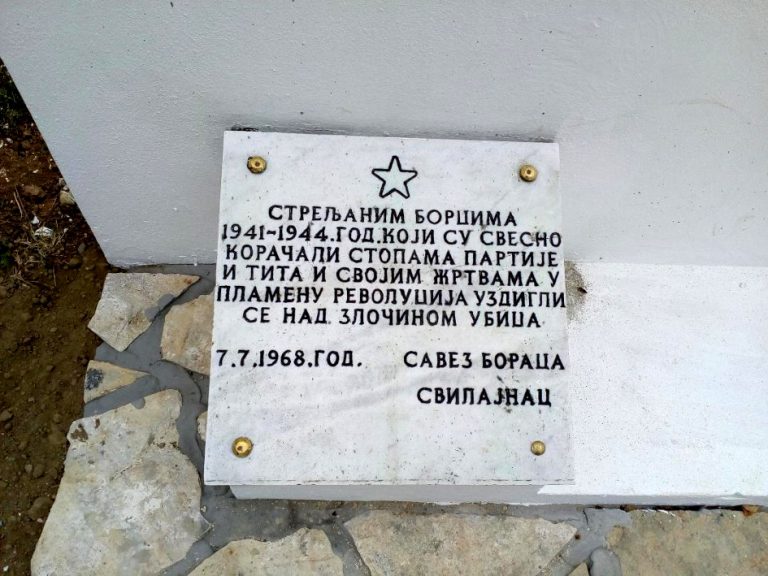 СТРЕЉАНИМ БОРЦИМА
1941-1944.ГОД.КОЈИ СУ СВЕСНО
КОРАЧАЛИ СТОПАМА ПАРТИЈЕ
И ТИТА И СВОЈИМ ЖРТВАМА У
ПЛАМЕНУ РЕВОЛУЦИЈА УЗДИГЛИ
СЕ НАД ЗЛОЧИНОМ УБИЦА
7.7.1968.ГОД. САВЕЗ БОРАЦА
СВИЛАЈНАЦ